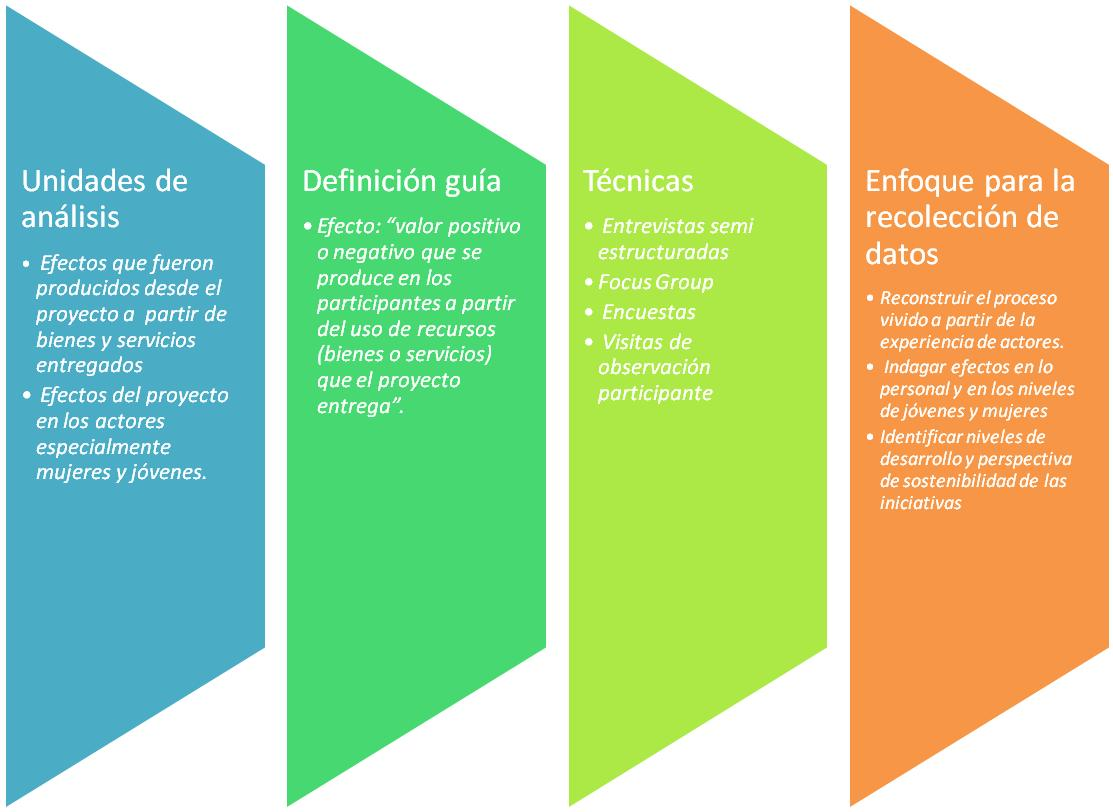 Unidades de
análisis
• Efectos que fueron
producidos desde el
proyecto a partir de
bienes y servicios
entregados
• Efectos del proyecto
en los actores
especialmente
mujeres y jóvenes.
Definición guía
• Efecto: “valor positivo
o negativo que se
produce en los
participantes a partir
del uso de recursos
(bienes o servicios)
que el proyecto
entrega”.
Técnicas
• Entrevistas semi
estructuradas
• Focus Group
• Encuestas
• Visitas de
observación
participante
Enfoque para la
recolección de
datos
• Reconstruir el proceso
vivido a partir de la
experiencia de actores.
• Indagar efectos en lo
personal y en los niveles
de jóvenes y mujeres
• Identificar niveles de
desarrollo y perspectiva
de sostenibilidad de las
iniciativas